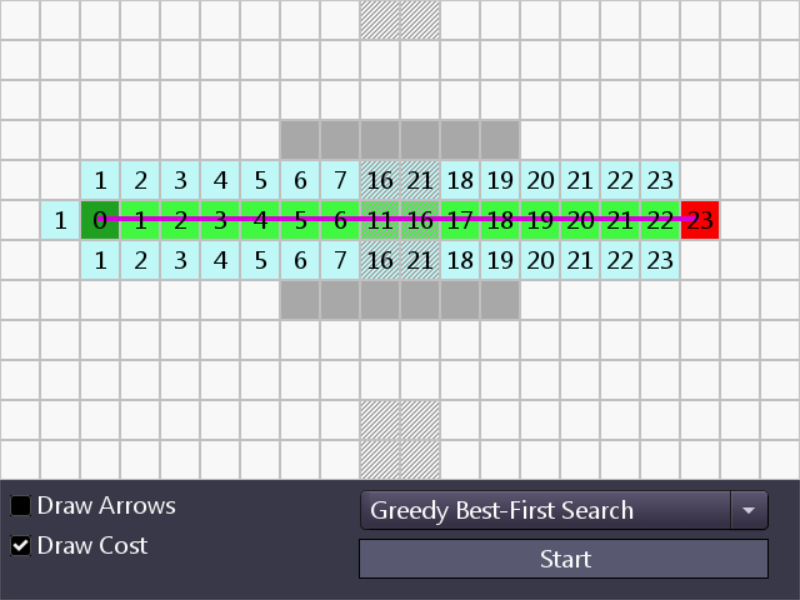 1 2 3 4 5 6 7 16 21 18 19 20 21 22 23
1 0 1 2 3 4 5 6 11 16 17 18 19 20 21 22 23
1 2 3 4 5 6 7 16 21 18 19 20 21 22 23
Draw Arrows
Greedy Best-First Search
Draw Cost
Start